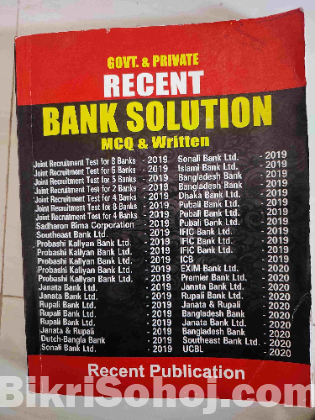 GOVT. & PRIVATE
RECENT
BANK SOLUTION
MCQ & Written
Joint Recruitment Test for 8 Banks - 2019
Joint Recruitment Test for 6 Banks - 2019
Joint Recruitment Test for 5 Banks - 2019
Joint Recruitment Test for 2 Banks - 2019
Joint Recruitment Test for 4 Banks - 2019
Joint Recruitment Test for 8 Banks - 2019
Joint Recruitment Test for 4 Banks - 2019
Sadharon Bima Corporation - 2019
Southeast Bank Ltd. - 2019
Probashi Kallyan Bank Ltd. - 2019
Probashi Kallyan Bank Ltd. - 2019
Probashi Kallyan Bank Ltd. - 2019
Probashi Kallyan Bank Ltd. - 2019
Probashi Kallyan Bank Ltd. - 2019
Janata Bank Ltd. - 2019
Janata Bank Ltd. - 2019
Rupali Bank Ltd. - 2019
Rupali Bank Ltd. - 2019
Rupali Bank Ltd. - 2019
Janata & Rupali - 2019
Dutch-Bangla Bank - 2019
Sonali Bank Ltd. - 2019
Sonali Bank Ltd. - 2019
Islami Bank Ltd. - 2019
Bangladesh Bank - 2019
Bangladesh Bank - 2019
Dhaka Bank Ltd. - 2019
Pubali Bank Ltd. - 2019
Pubali Bank Ltd. - 2019
Pubali Bank Ltd. - 2019
IFIC Bank Ltd. - 2019
IFIC Bank Ltd. - 2019
IFIC Bank Ltd. - 2019
ICB - 2019
EXIM Bank Ltd. - 2020
Premier Bank Ltd. - 2020
Janata Bank Ltd. - 2020
Rupali Bank Ltd. - 2020
Janata & Rupali - 2020
Bangladesh Bank - 2020
Janata Bank Ltd. - 2020
Bangladesh Bank - 2020
Southeast Bank Ltd. - 2020
UCBL - 2020
Recent Publication
BikriSohoj.com